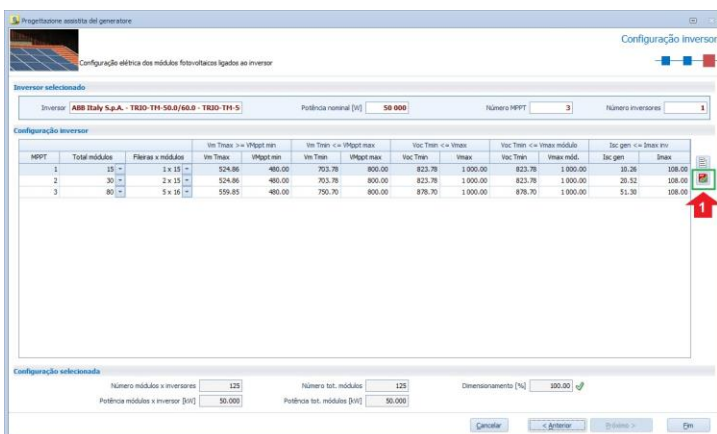 Progettazione assistita del generatore
Configuração inversor
Configuração elétrica dos módulos fotovoltaicos ligados ao inversor
Inversor selecionado
Inversor ABB Italy S.p.A. - TRIO-TM-50.0/60.0 - TRIO-TM-5 Potência nominal [W] 50 000 Número MPPT 3 Número inversores 1
Configuração inversor
Vm Tmax >= VMppt min Vm Tmin <= VMppt max Voc Tmin <= Vmax Voc Tmin <= Vmax módulo Isc gen <= Imax inv
MPPT Total módulos Fileiras x módulos Vm Tmax VMppt min Vm Tmin VMppt max Voc Tmin Vmax Voc Tmin Vmax mód. Isc gen Imax
1 15 1 x 15 524.86 480.00 703.78 800.00 823.78 1 000.00 823.78 1 000.00 10.26 108.00
2 30 2 x 15 524.86 480.00 703.78 800.00 823.78 1 000.00 823.78 1 000.00 20.52 108.00
3 80 5 x 16 559.85 480.00 750.70 800.00 878.70 1 000.00 878.70 1 000.00 51.30 108.00
1
Configuração selecionada
Número módulos x inversores 125 Número tot. módulos 125 Dimensionamento [%] 100.00
Potência módulos x inversor [kW] 50.000 Potência tot. módulos [kW] 50.000
Cancelar < Anterior Próximo > Fim